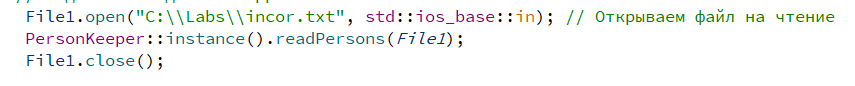 File1.open("C:\\Labs\\incor.txt", std::ios_base::in); // Открываем файл на чтение
PersonKeeper::instance().readPersons(File1);
File1.close();